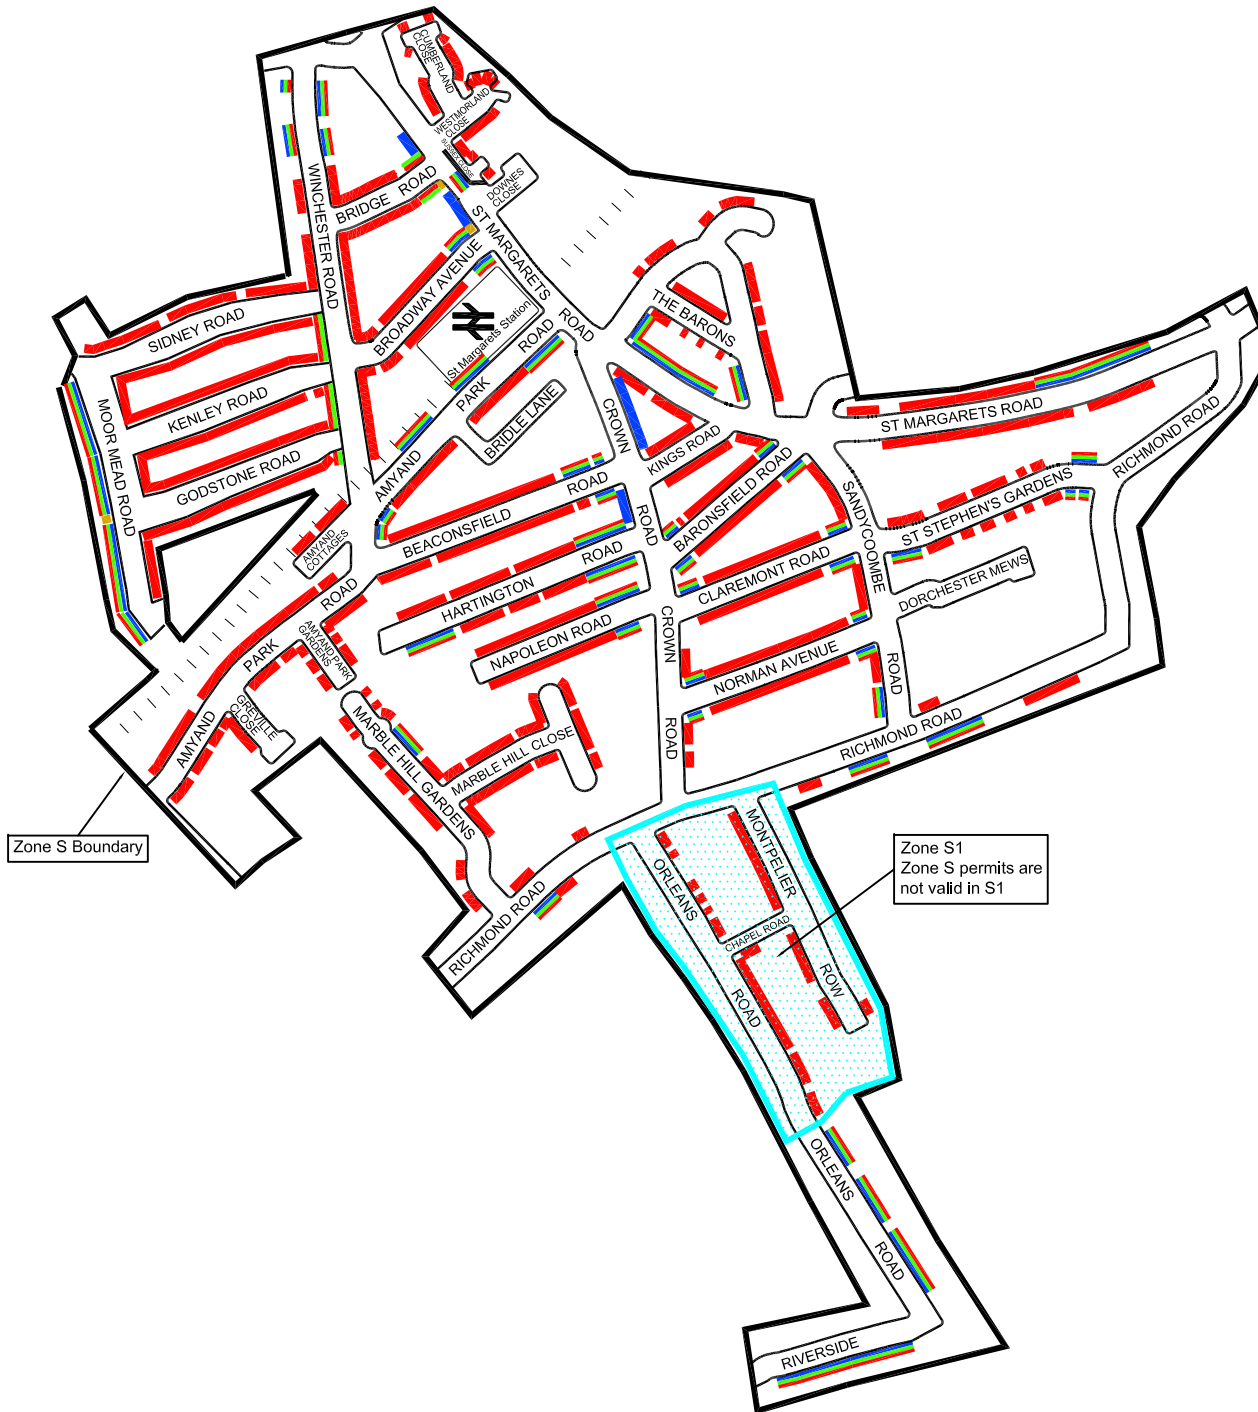 CUMBERLAND
CLOSE
WESTMORLAND
CLOSE
SUSSEX CLOSE
DOWNES
CLOSE
WINCHESTER ROAD
BRIDGE ROAD
ST MARGARETS ROAD
BROADWAY AVENUE
St Margarets Station
THE BARONS
SIDNEY ROAD
KENLEY ROAD
GODSTONE ROAD
MOOR MEAD ROAD
AMYAND PARK ROAD
BRIDLE LANE
CROWN ROAD
KINGS ROAD
ST MARGARETS ROAD
RICHMOND ROAD
BEACONSFIELD ROAD
BARONSFIELD ROAD
SANDYCOOMBE ROAD
ST STEPHEN'S GARDENS
AMYAND
COTTAGES
HARTINGTON ROAD
CLAREMONT ROAD
DORCHESTER MEWS
NAPOLEON ROAD
CROWN ROAD
NORMAN AVENUE
AMYAND PARK ROAD
AMYAND PARK
GARDENS
GREVILLE
CLOSE
MARBLE HILL GARDENS
MARBLE HILL CLOSE
RICHMOND ROAD
Zone S Boundary
RICHMOND ROAD
MONTPELIER ROW
ORLEANS ROAD
CHAPEL ROAD
Zone S1
Zone S permits are
not valid in S1
ORLEANS ROAD
RIVERSIDE